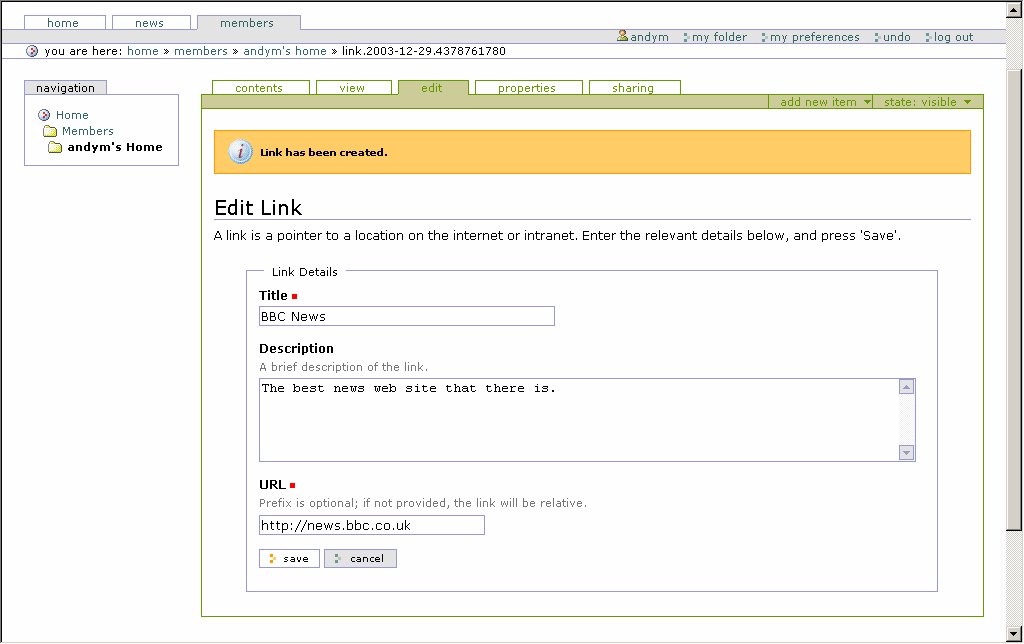 home news members
andym my folder my preferences undo log out
you are here: home » members » andym's home » link.2003-12-29.4378761780
navigation
Home
Members
andym's Home
contents view edit properties sharing
add new item state: visible
Link has been created.
Edit Link
A link is a pointer to a location on the internet or intranet. Enter the relevant details below, and press 'Save'.
Link Details
Title
BBC News
Description
A brief description of the link.
The best news web site that there is.
URL
Prefix is optional; if not provided, the link will be relative.
http://news.bbc.co.uk
save cancel